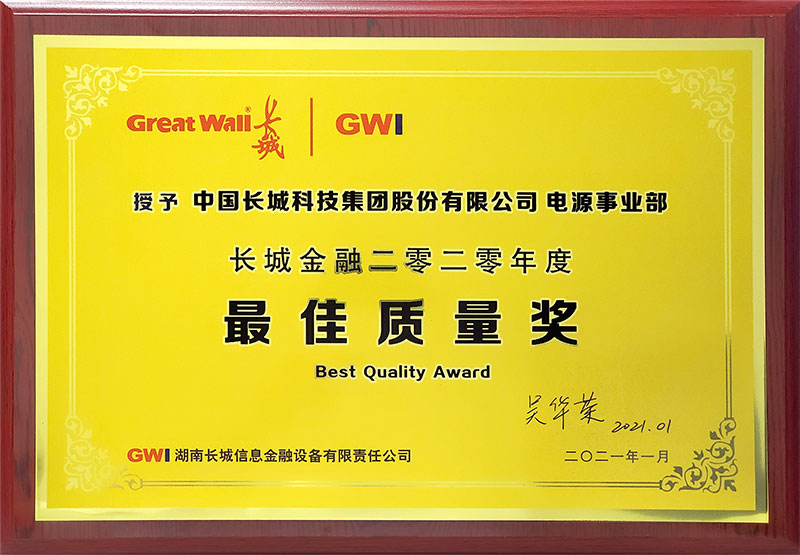 Great Wall® 长城 GWI
授予 中国长城科技集团股份有限公司 电源事业部
长城金融二零二零年度
最佳质量奖
Best Quality Award
吴华荣 2021.01
GWI 湖南长城信息金融设备有限责任公司
二〇二一年一月